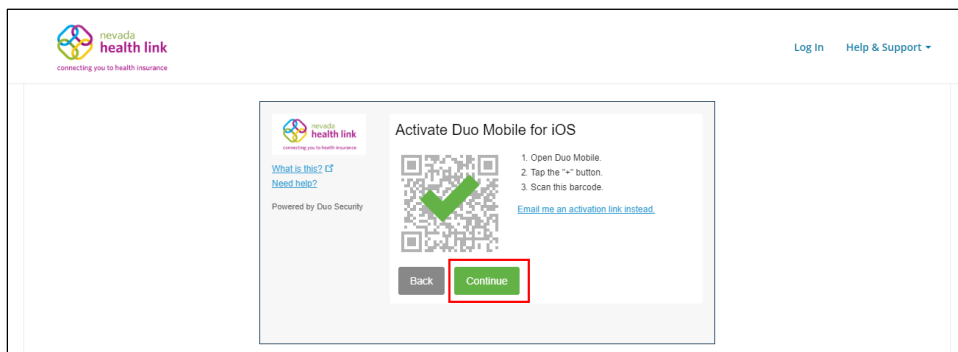 nevada
health link
connecting you to health insurance
Log In
Help & Support
nevada
health link
connecting you to health insurance
What is this?
Need help?
Powered by Duo Security
Activate Duo Mobile for iOS
1. Open Duo Mobile.
2. Tap the "+" button.
3. Scan this barcode.
Email me an activation link instead.
Back
Continue